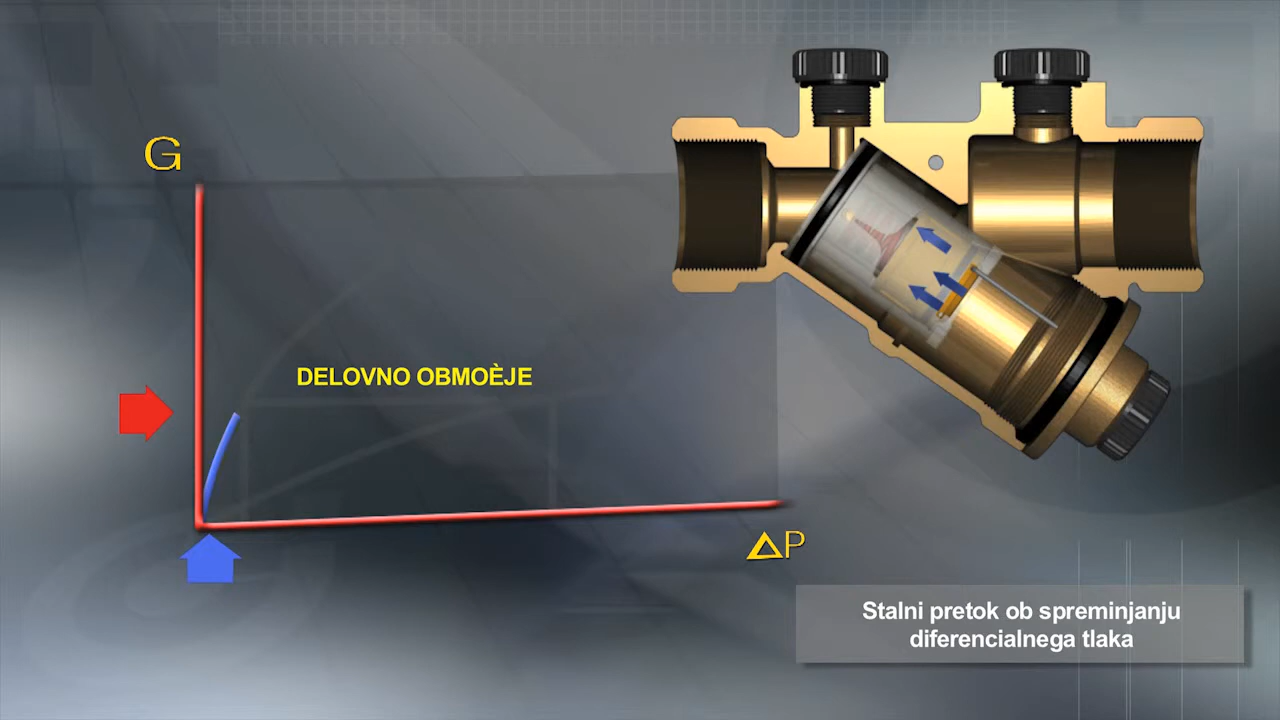 G
DELOVNO OBMOÈJE
ΔP
Stalni pretok ob spreminjanju
diferencialnega tlaka